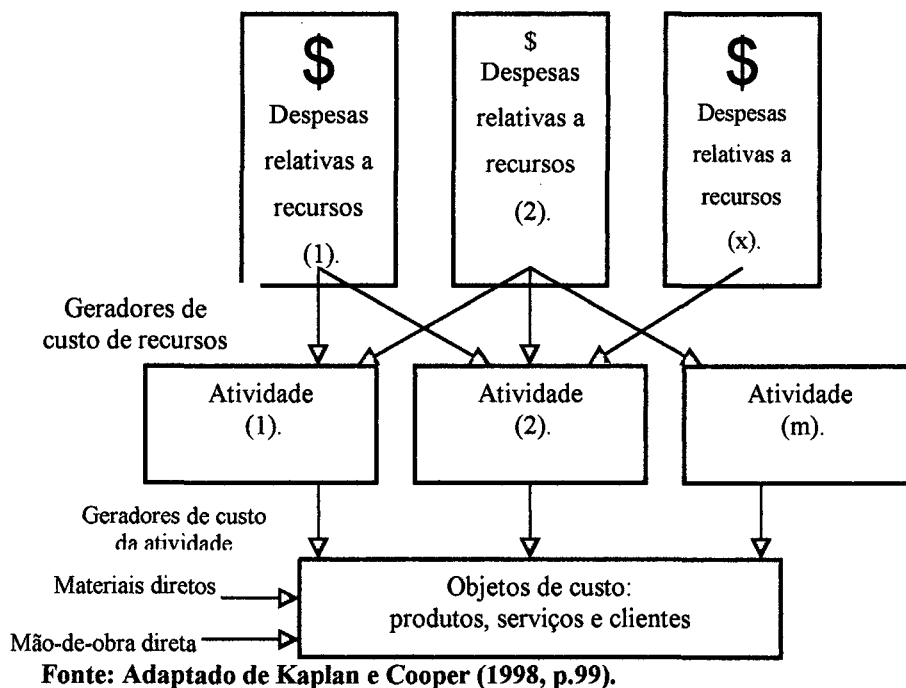 $
Despesas
relativas a
recursos
(1).
$
Despesas
relativas a
recursos
(2).
$
Despesas
relativas a
recursos
(x).
Geradores de
custo de recursos
Atividade
(1).
Atividade
(2).
Atividade
(m).
Geradores de custo
da atividade
Materiais diretos
Mão-de-obra direta
Objetos de custo:
produtos, serviços e clientes
Fonte: Adaptado de Kaplan e Cooper (1998, p.99).